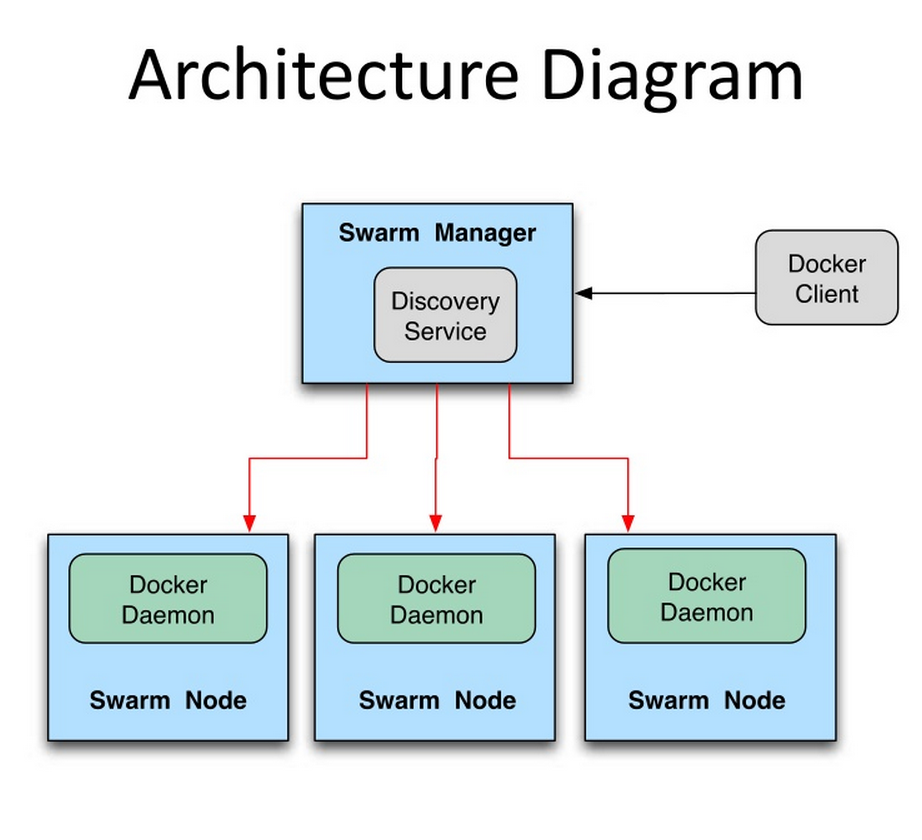 Architecture Diagram
Swarm Manager
Discovery
Service
Docker
Client
Docker
Daemon
Swarm Node
Docker
Daemon
Swarm Node
Docker
Daemon
Swarm Node